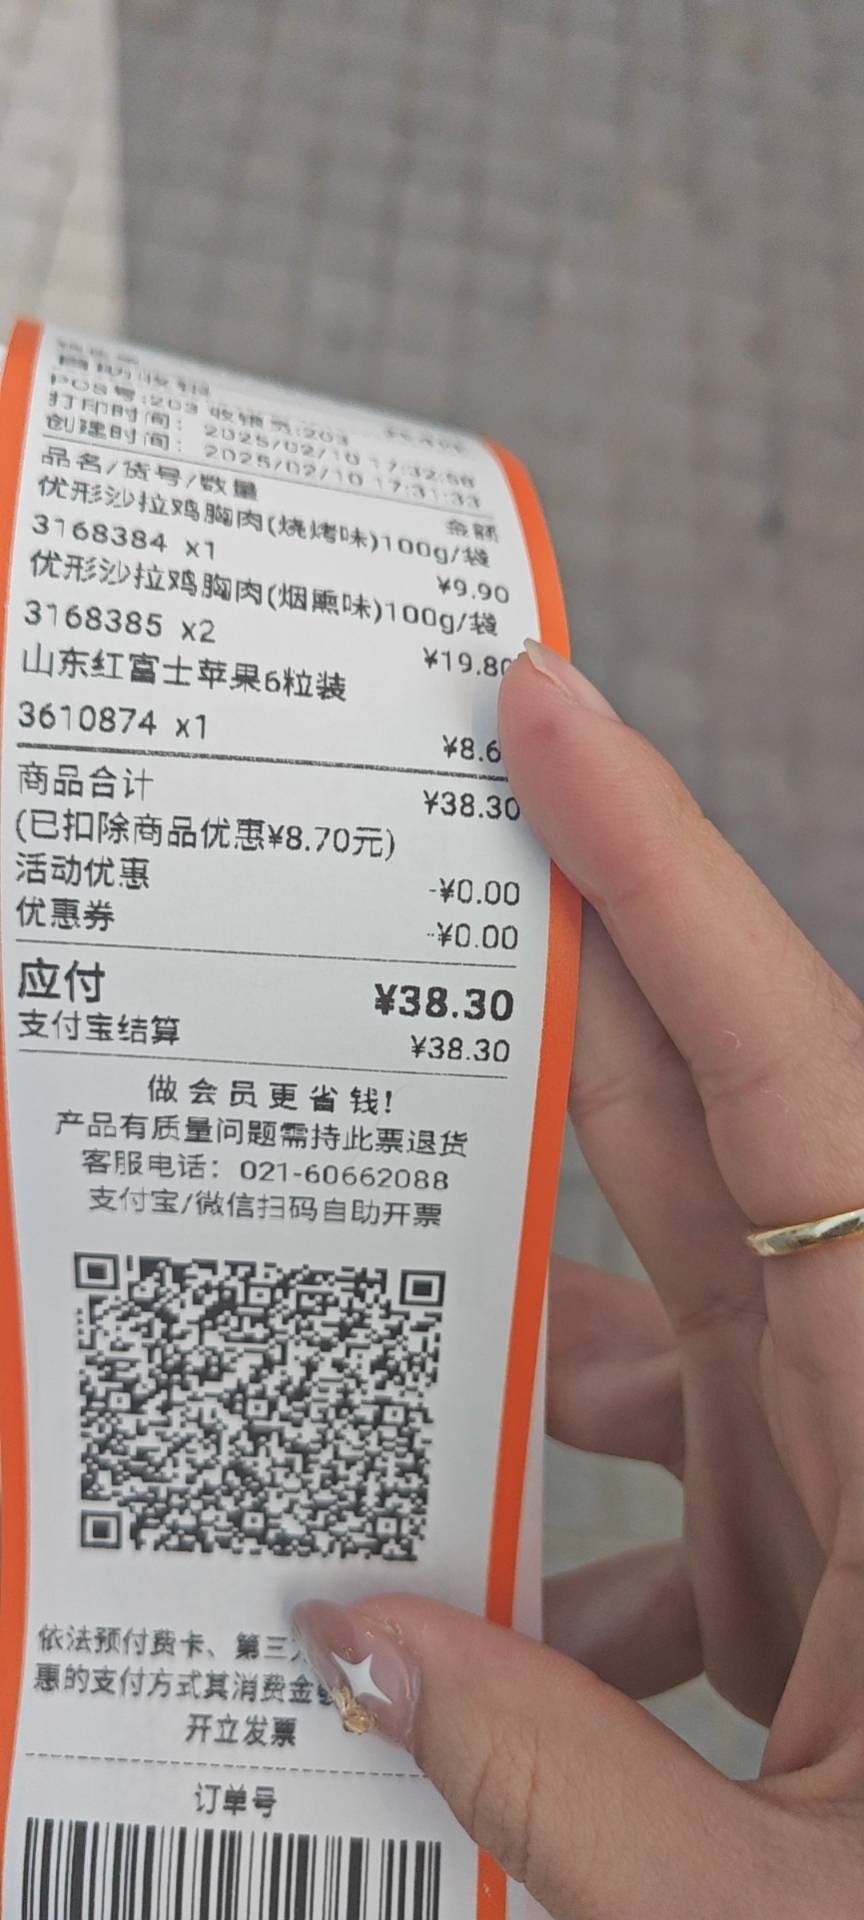 自助收银
POS号:203 收银员:203
打印时间: 2025/02/10 17:32:58
创建时间: 2025/02/10 17:31:33
品名/货号/数量 金额
优形沙拉鸡胸肉(烧烤味)100g/袋
3168384 x1 ¥9.90
优形沙拉鸡胸肉(烟熏味)100g/袋
3168385 x2 ¥19.80
山东红富士苹果6粒装
3610874 x1 ¥8.6
商品合计 ¥38.30
(已扣除商品优惠¥8.70元)
活动优惠 -¥0.00
优惠券 -¥0.00
应付 ¥38.30
支付宝结算 ¥38.30
做会员更省钱!
产品有质量问题需持此票退货
客服电话: 021-60662088
支付宝/微信扫码自助开票
依法预付费卡、第三
惠的支付方式其消费金
开立发票
订单号